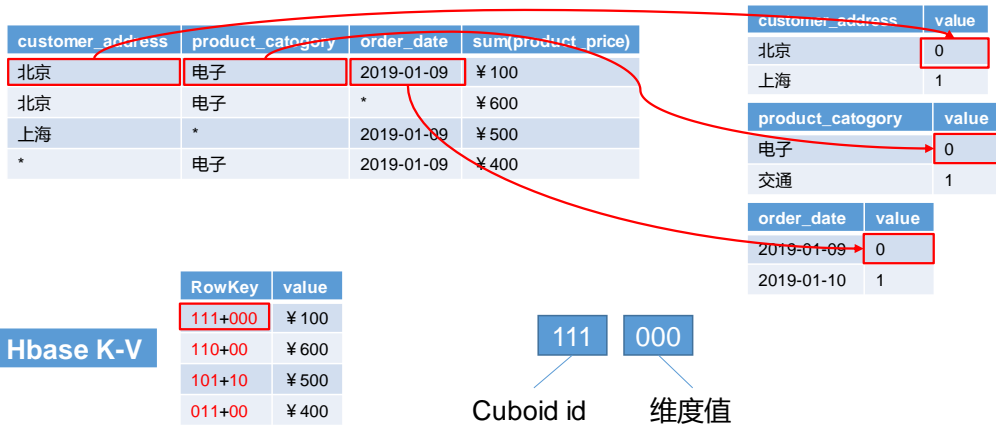 customer_address product_catogory order_date sum(product_price)
北京 电子 2019-01-09 ¥100
北京 电子 * ¥600
上海 * 2019-01-09 ¥500
* 电子 2019-01-09 ¥400
customer_address value
北京 0
上海 1
product_catogory value
电子 0
交通 1
order_date value
2019-01-09 0
2019-01-10 1
Hbase K-V
RowKey value
111+000 ¥100
110+00 ¥600
101+10 ¥500
011+00 ¥400
111 000
Cuboid id 维度值